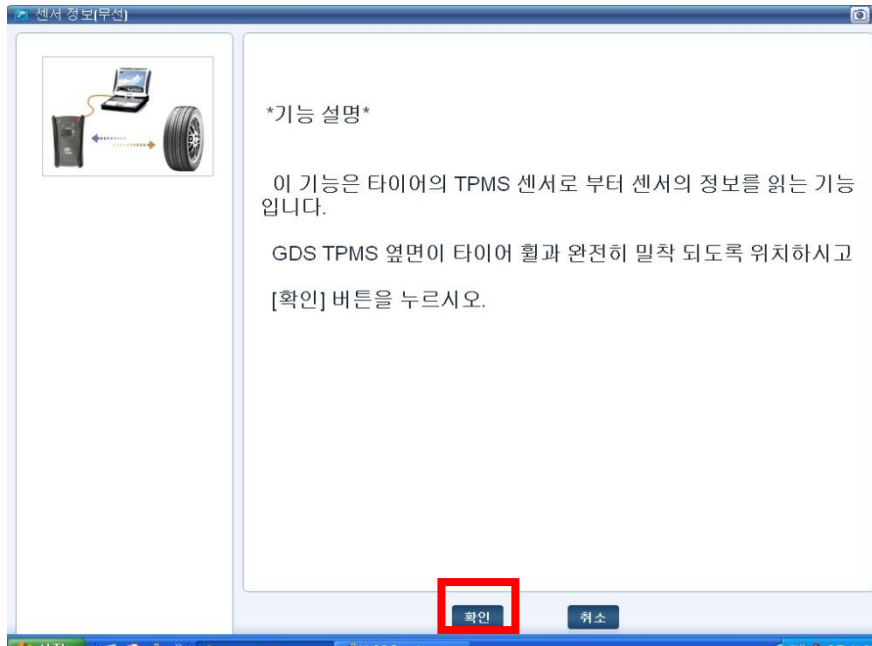 센서 정보(무선)
*기능 설명*
이 기능은 타이어의 TPMS 센서로 부터 센서의 정보를 읽는 기능
입니다.
GDS TPMS 옆면이 타이어 휠과 완전히 밀착 되도록 위치하시고
[확인] 버튼을 누르시오.
확인
취소